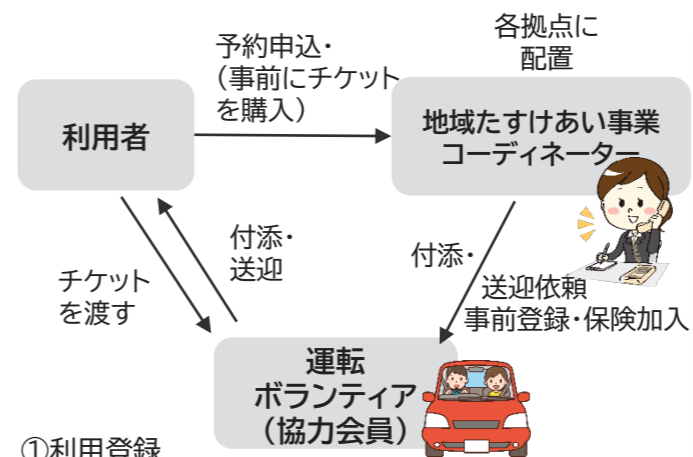 各拠点に
配置
予約申込・
（事前にチケット
を購入）
利用者
地域たすけあい事業
コーディネーター
付添・
送迎
付添・
送迎依頼
事前登録・保険加入
チケット
を渡す
運転
ボランティア
（協力会員）
①利用登録